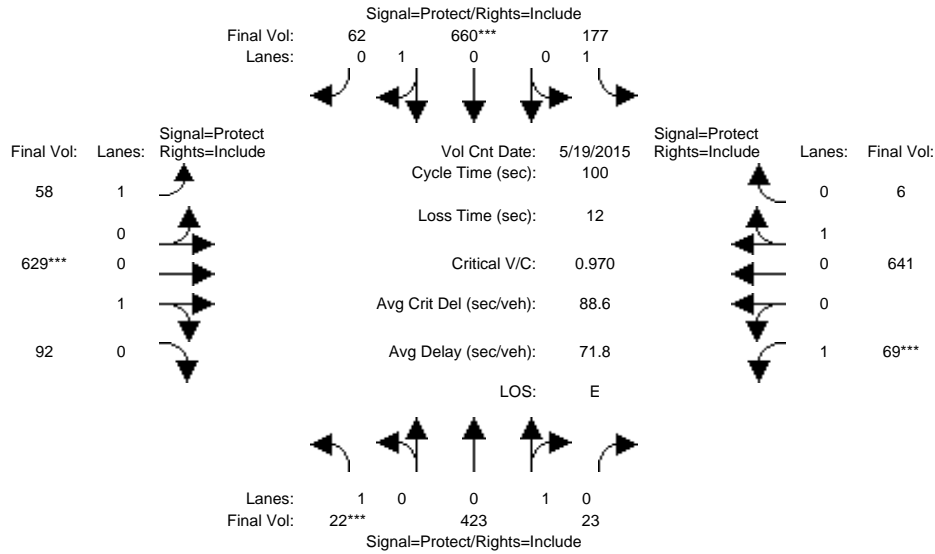 Signal=Protect/Rights=Include
Final Vol: 62 660*** 177
Lanes: 0 1 0 0 1
Signal=Protect
Final Vol: Lanes: Rights=Include
Vol Cnt Date: 5/19/2015
Signal=Protect
Rights=Include Lanes: Final Vol:
Cycle Time (sec): 100
58 1
0 6
Loss Time (sec): 12
0
1
629*** 0
Critical V/C: 0.970
0 641
1
Avg Crit Del (sec/veh): 88.6
0
92 0
Avg Delay (sec/veh): 71.8
1 69***
LOS: E
Lanes: 1 0 0 1 0
Final Vol: 22*** 423 23
Signal=Protect/Rights=Include